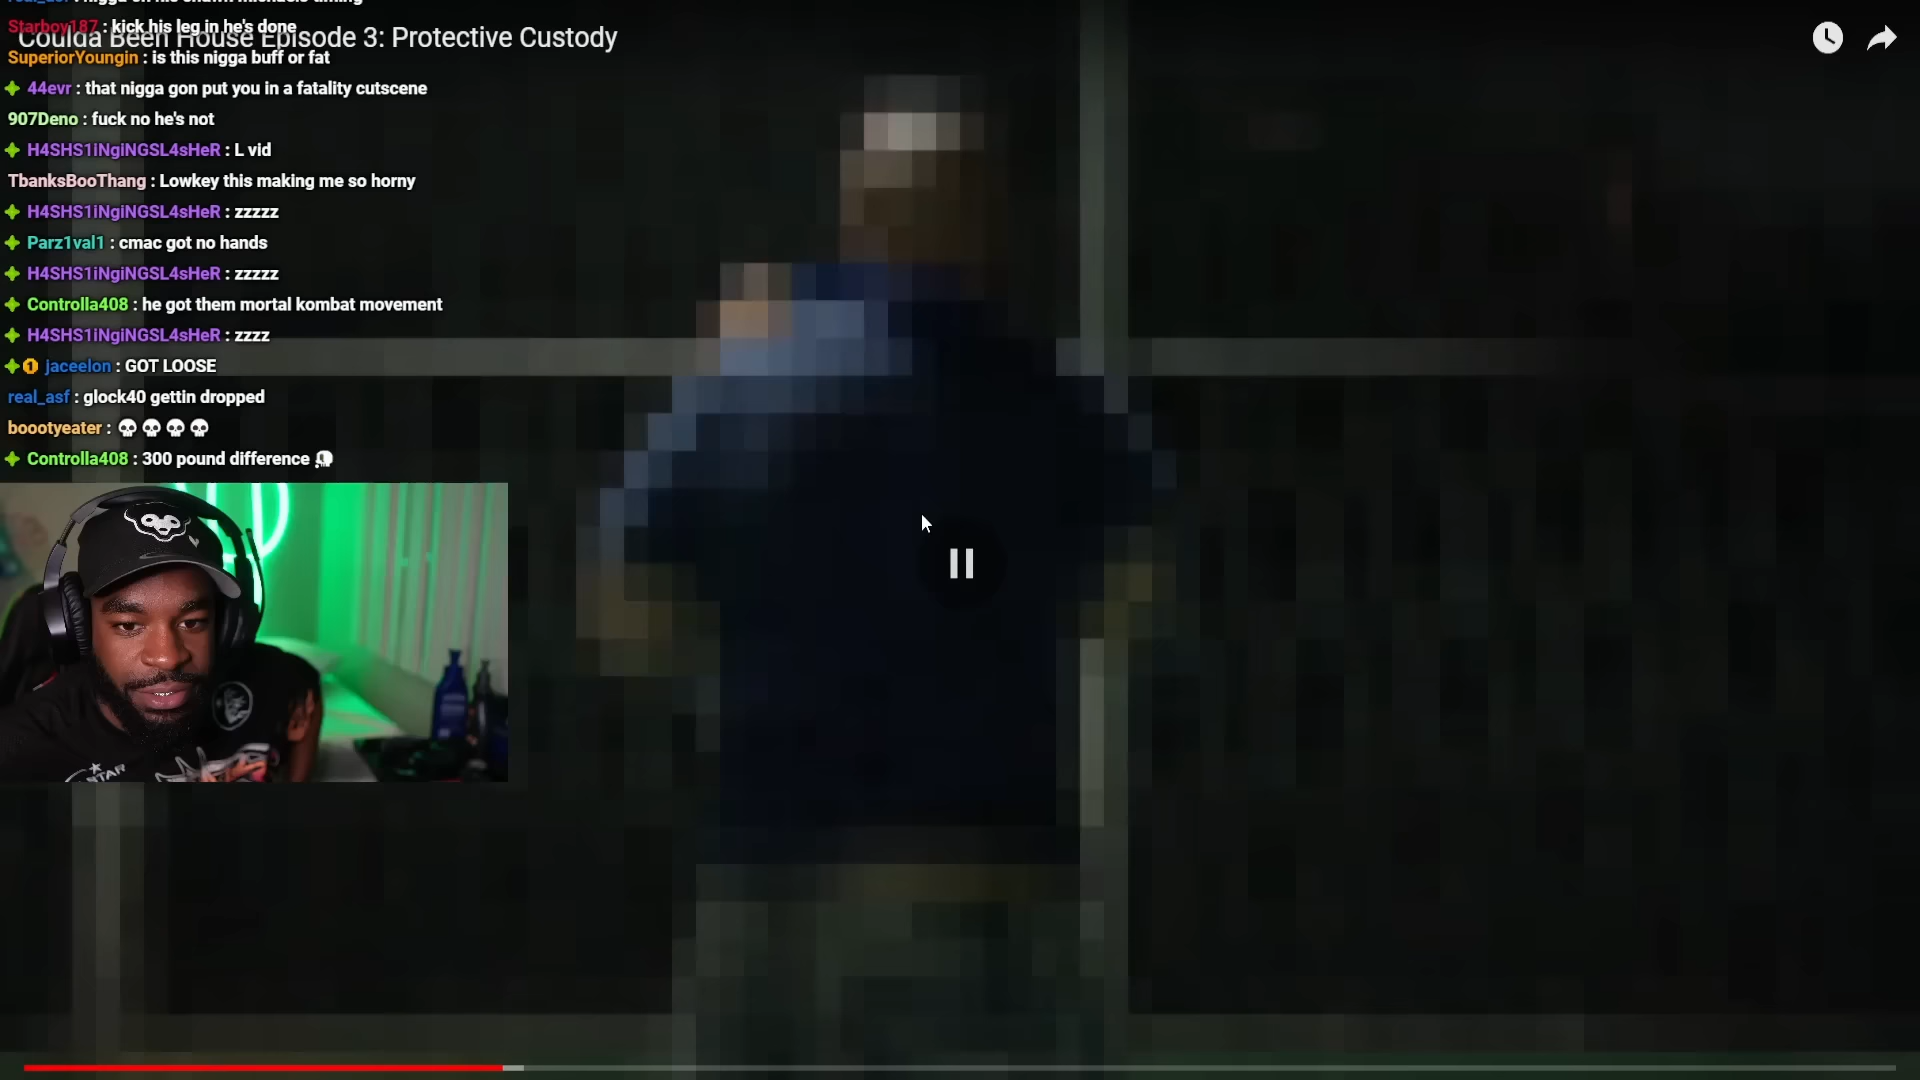 Coulda Been House Episode 3: Protective Custody
Starboy187 : kick his leg in he's done
SuperiorYoungin : is this nigga buff or fat
44evr : that nigga gon put you in a fatality cutscene
907Deno : fuck no he's not
H4SHS1iNgiNGSL4sHeR : L vid
TbanksBooThang : Lowkey this making me so horny
H4SHS1iNgiNGSL4sHeR : zzzzz
Parz1val1 : cmac got no hands
H4SHS1iNgiNGSL4sHeR : zzzzz
Controlla408 : he got them mortal kombat movement
H4SHS1iNgiNGSL4sHeR : zzzz
1 jaceelon : GOT LOOSE
real_asf : glock40 gettin dropped
boootyeater : 💀 💀 💀 💀
Controlla408 : 300 pound difference
STAR